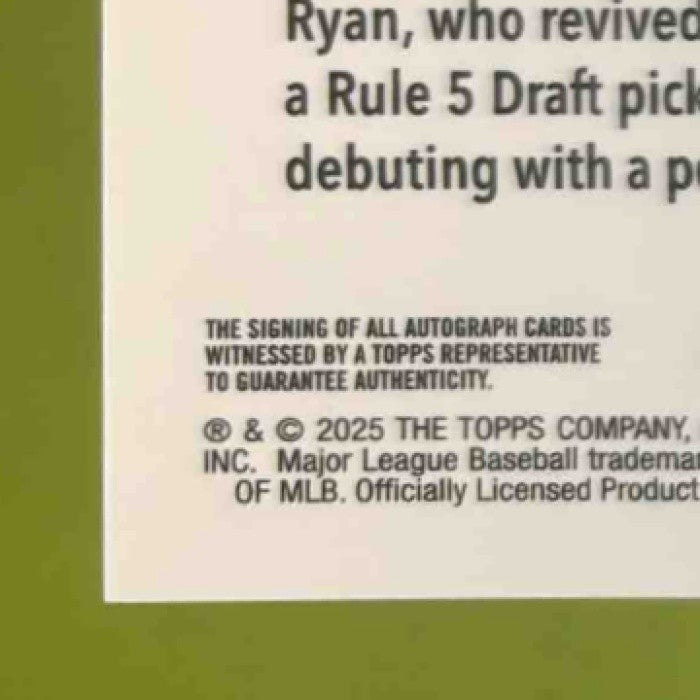 Ryan, who revived
a Rule 5 Draft pick
debuting with a
THE SIGNING OF ALL AUTOGRAPH CARDS IS
WITNESSED BY A TOPPS REPRESENTATIVE
TO GUARANTEE AUTHENTICITY.
® & © 2025 THE TOPPS COMPANY,
INC. Major League Baseball
OF MLB. Officially Licensed Product